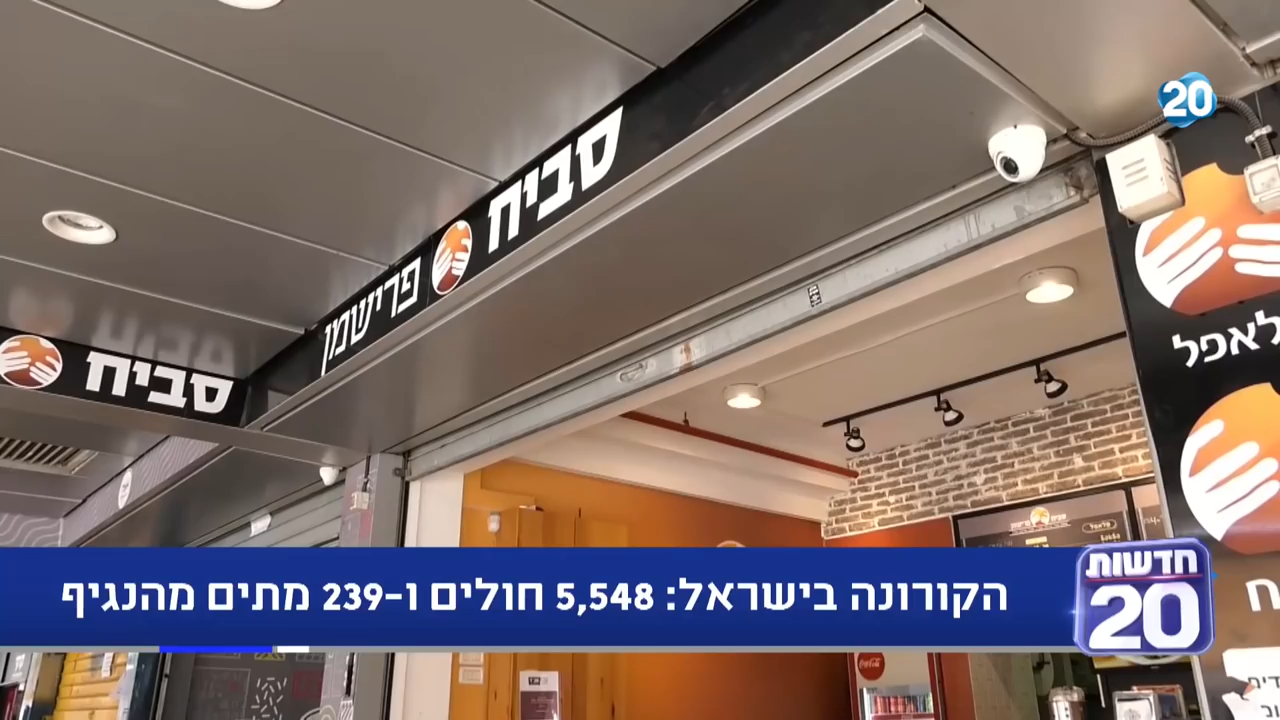 20
סביח
פרישמן
סביח
לאפל
הקורונה בישראל: 5,548 חולים ו-239 מתים מהנגיף
חדשות
20